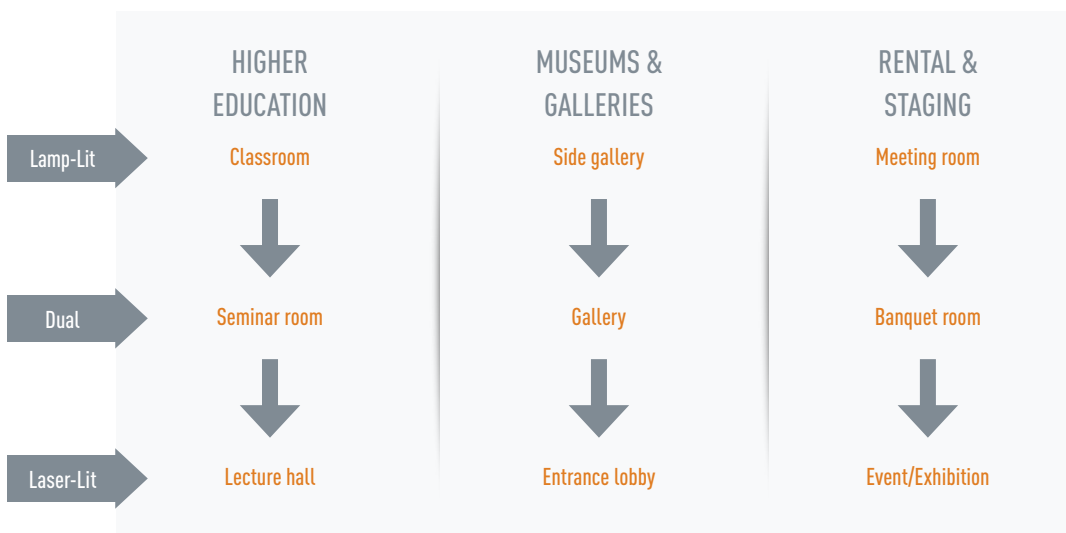 HIGHER
EDUCATION
MUSEUMS &
GALLERIES
RENTAL &
STAGING
Lamp-Lit
Classroom
Side gallery
Meeting room
Dual
Seminar room
Gallery
Banquet room
Laser-Lit
Lecture hall
Entrance lobby
Event/Exhibition